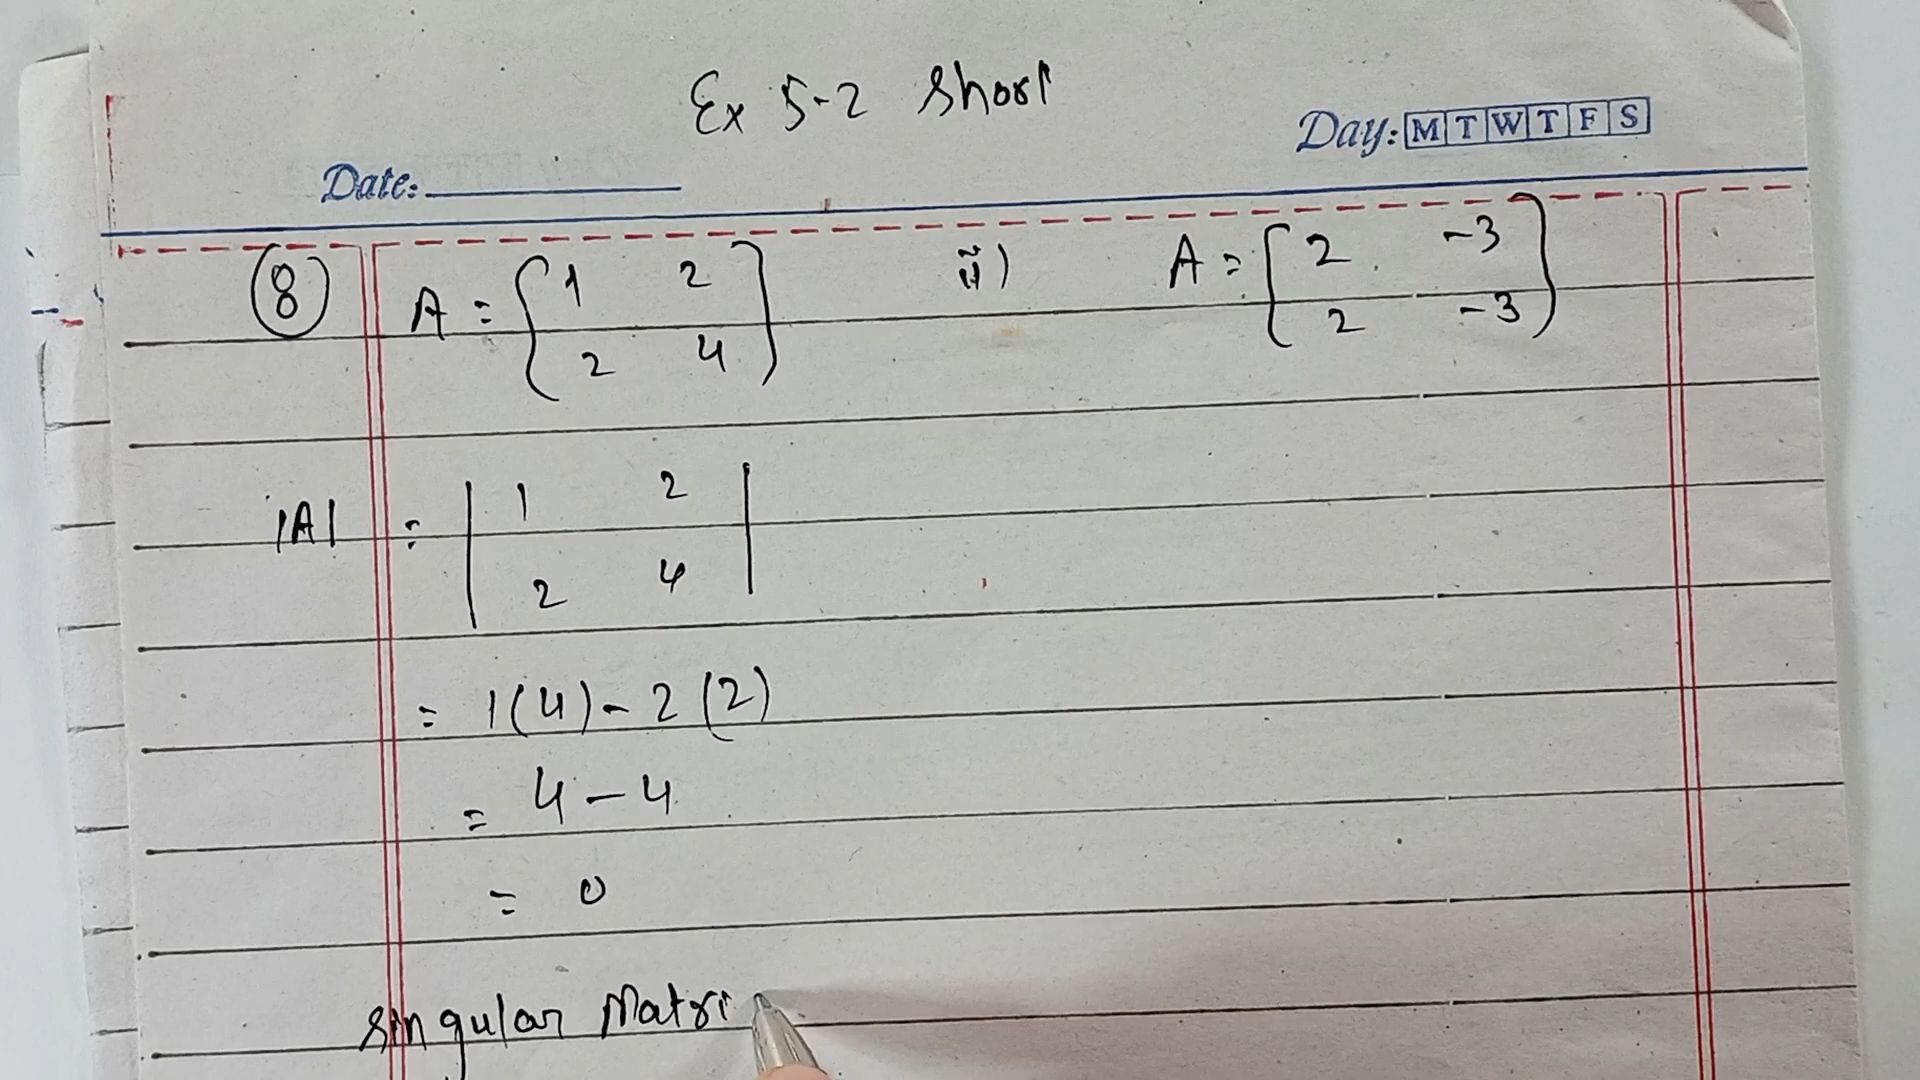 Ex 5-2 Short
Day: M T W T F S
Date:
8 A = [1 2
2 4]
ii) A = [2 -3
2 -3]
|A| = |1 2
2 4|
= 1(4) - 2(2)
= 4 - 4
= 0
Singular Matri